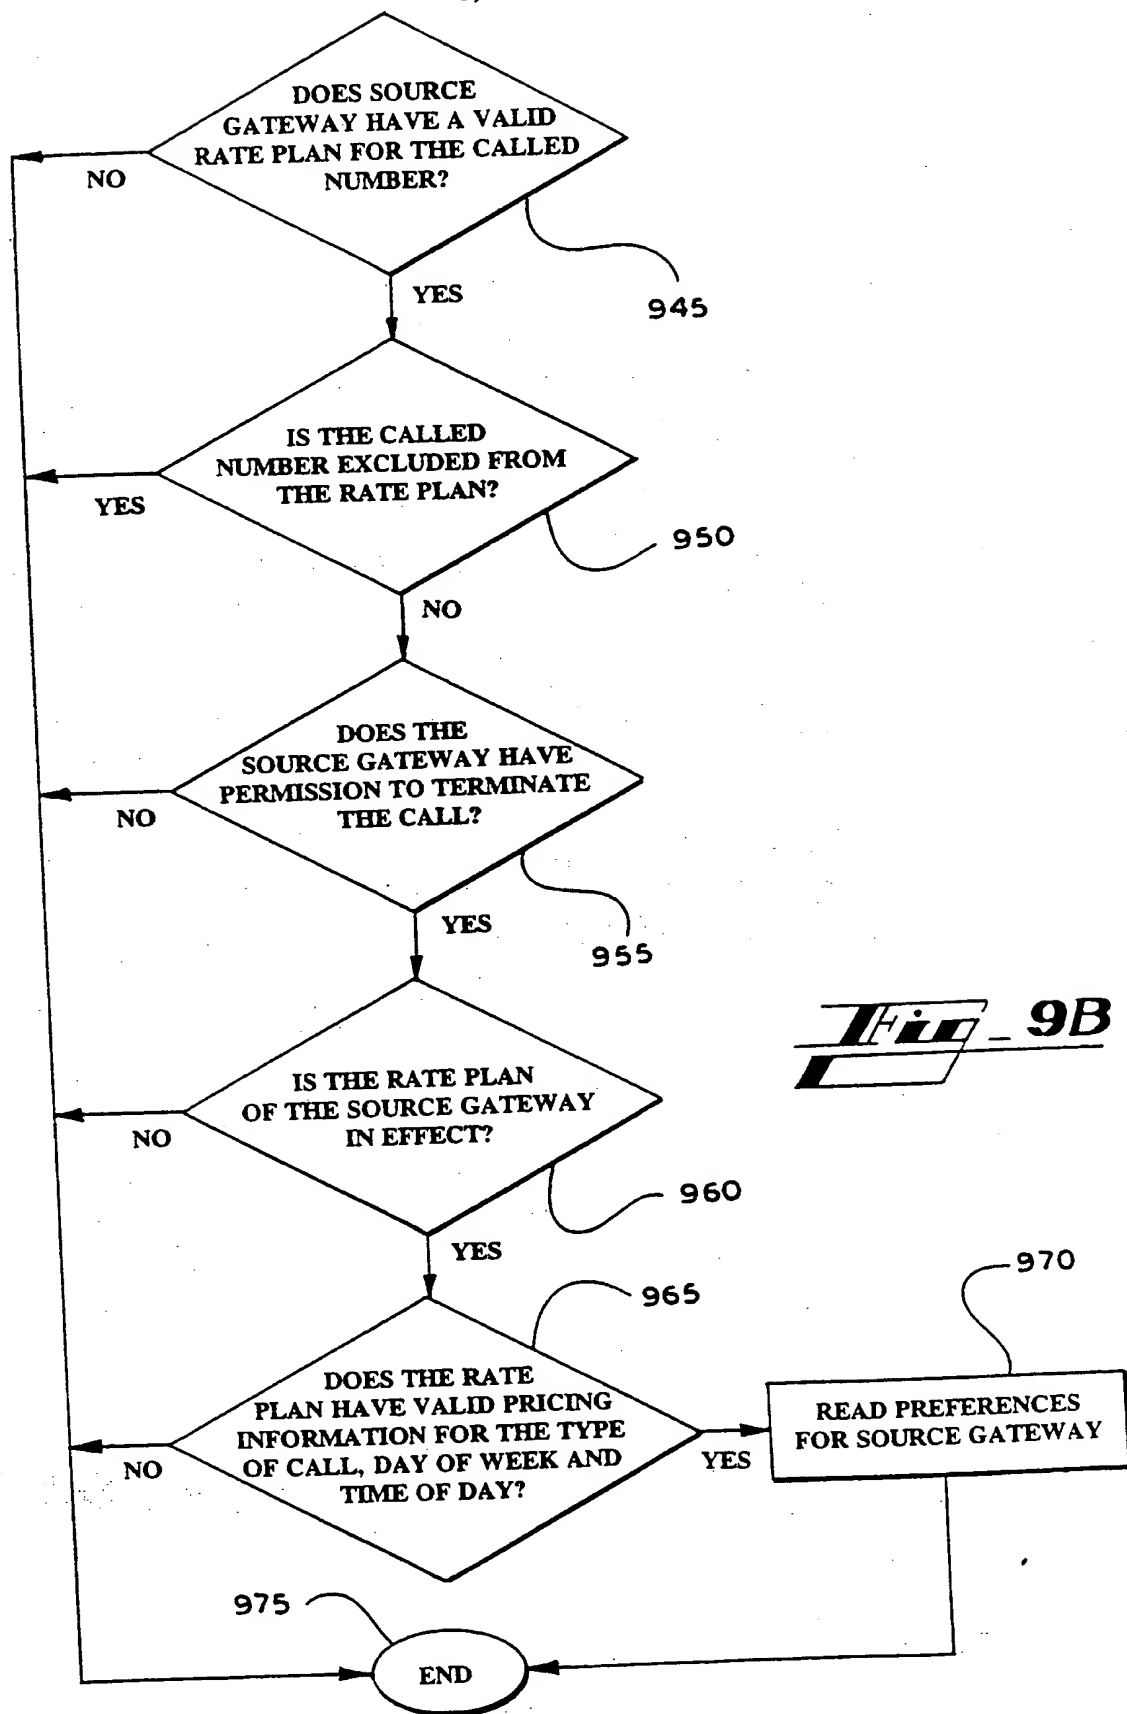 DOES SOURCE
GATEWAY HAVE A VALID
RATE PLAN FOR THE CALLED
NUMBER?
NO
YES
945
IS THE CALLED
NUMBER EXCLUDED FROM
THE RATE PLAN?
YES
950
NO
DOES THE
SOURCE GATEWAY HAVE
PERMISSION TO TERMINATE
THE CALL?
NO
YES
955
Fig_9B
IS THE RATE PLAN
OF THE SOURCE GATEWAY
IN EFFECT?
NO
960
YES
965
970
DOES THE RATE
PLAN HAVE VALID PRICING
INFORMATION FOR THE TYPE
OF CALL, DAY OF WEEK AND
TIME OF DAY?
NO
YES
READ PREFERENCES
FOR SOURCE GATEWAY
975
END